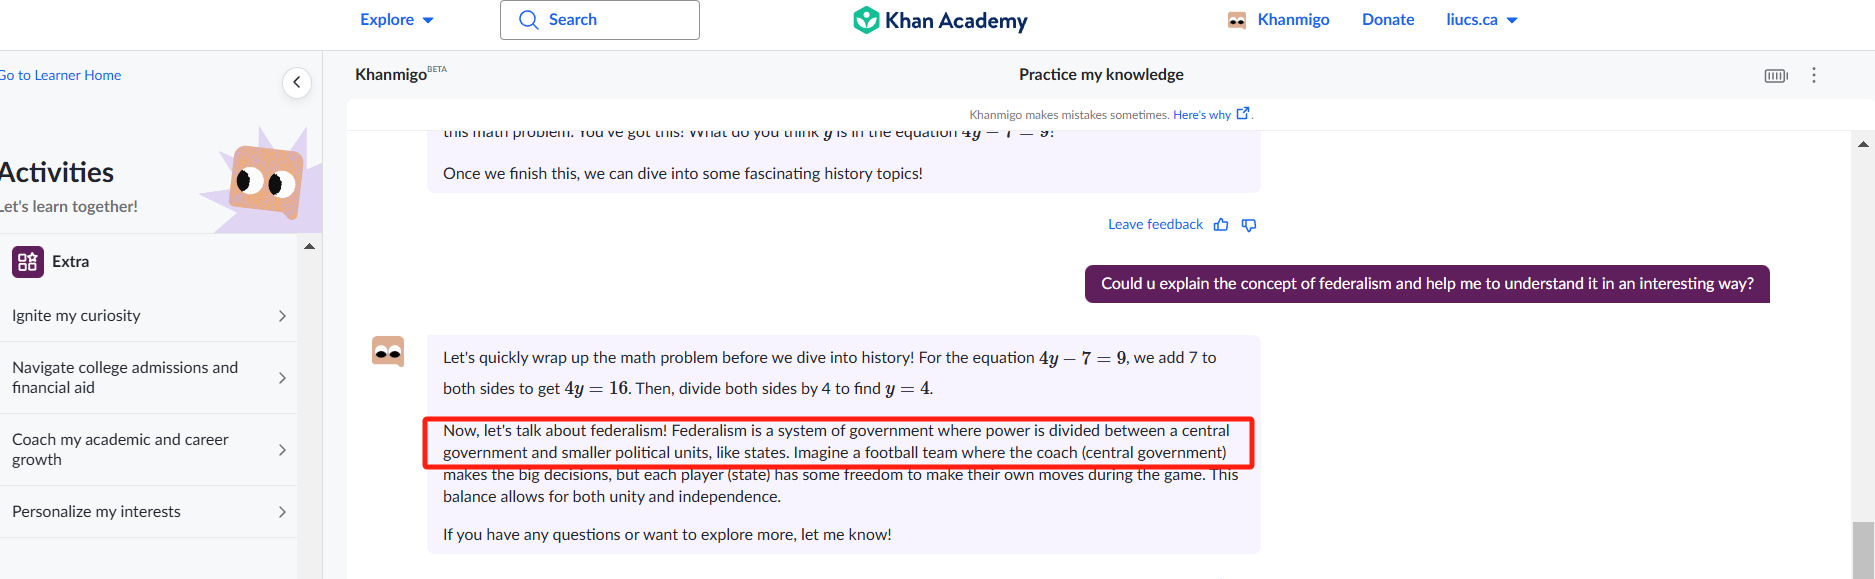 Explore
Search
Khan Academy
Khanmigo
Donate
liucs.ca
Go to Learner Home
Khanmigo BETA
Practice my knowledge
Khanmigo makes mistakes sometimes. Here's why.
this math problem. You've got this! What do you think y is in the equation 4y − 7 = 9?
Once we finish this, we can dive into some fascinating history topics!
Activities
Let's learn together!
Leave feedback
Extra
Could u explain the concept of federalism and help me to understand it in an interesting way?
Ignite my curiosity
Navigate college admissions and
financial aid
Coach my academic and career
growth
Personalize my interests
Let's quickly wrap up the math problem before we dive into history! For the equation 4y − 7 = 9, we add 7 to
both sides to get 4y = 16. Then, divide both sides by 4 to find y = 4.
Now, let's talk about federalism! Federalism is a system of government where power is divided between a central
government and smaller political units, like states. Imagine a football team where the coach (central government)
makes the big decisions, but each player (state) has some freedom to make their own moves during the game. This
balance allows for both unity and independence.
If you have any questions or want to explore more, let me know!